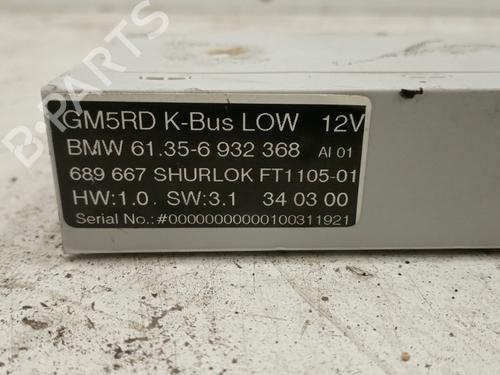 GM5RD K-Bus LOW 12V
BMW 61.35-6 932 368 AI 01
689 667 SHURLOK FT1105-01
HW:1.0. SW:3.1 34 03 00
Serial No.:#00000000000100311921
B-PARTS